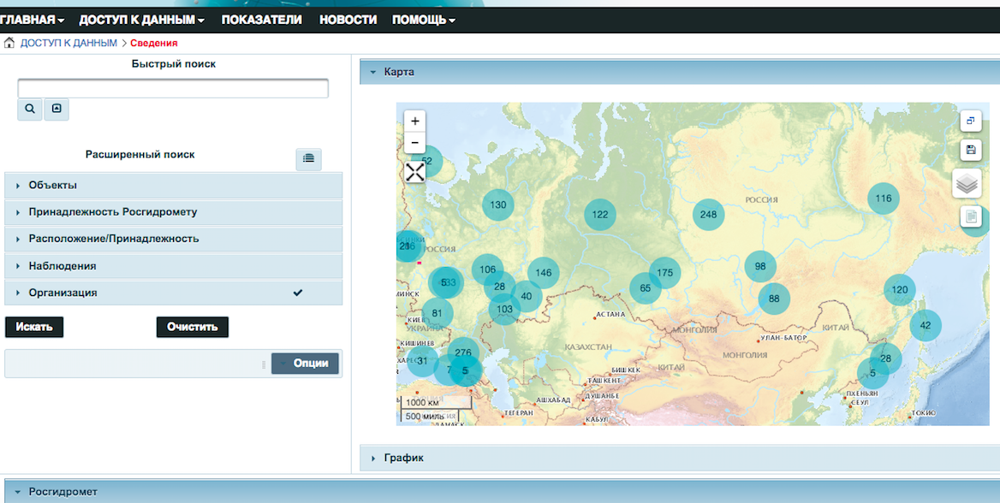 ГЛАВНАЯ ДОСТУП К ДАННЫМ ПОКАЗАТЕЛИ НОВОСТИ ПОМОЩЬ
ДОСТУП К ДАННЫМ > Сведения
Быстрый поиск
Расширенный поиск
Объекты
Принадлежность Росгидромету
Расположение/Принадлежность
Наблюдения
Организация
Искать Очистить
Опции
Карта
+
−
52
130
122
248
РОССИЯ
116
РОССИЯ
106
146
175
98
28
65
120
40
88
103
МИНСК
81
АСТАНА
КИЕВ
УКРАИНА
МОНГОЛИЯ
КИТАЙ
42
КИШИНЕВ
276
КАЗАХСТАН
УЛАН-БАТОР
МОНГОЛИЯ
31
28
7
5
БИШКЕК
КИТАЙ
5
ТАШКЕНТ
1000 км
АШХАБАД
ДУШАНБЕ
ПХЕНЬЯН
СЕУЛ
500 миль
ТЕГЕРАН
КАБУЛ
ТОКИО
График
Росгидромет